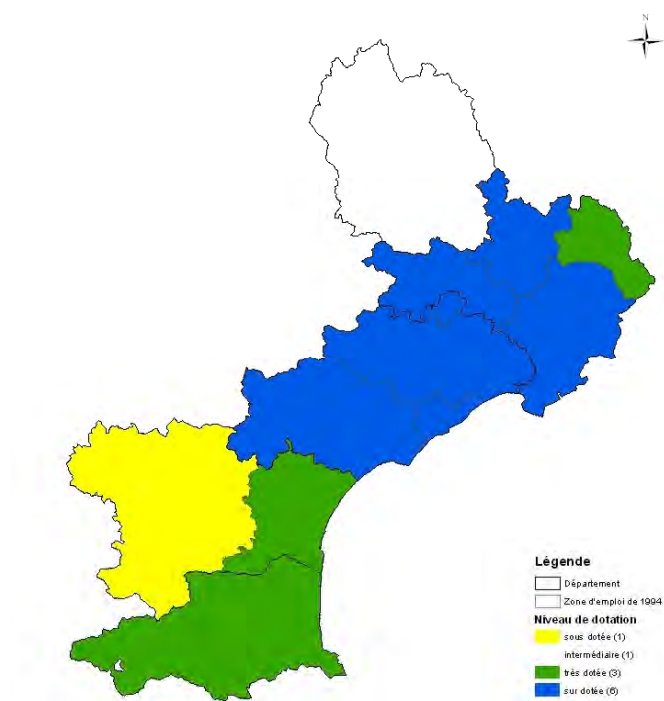 N
Légende
Département
Zone d'emploi de 1994
Niveau de dotation
sous dotée (1)
intermédiaire (1)
très dotée (3)
sur dotée (6)